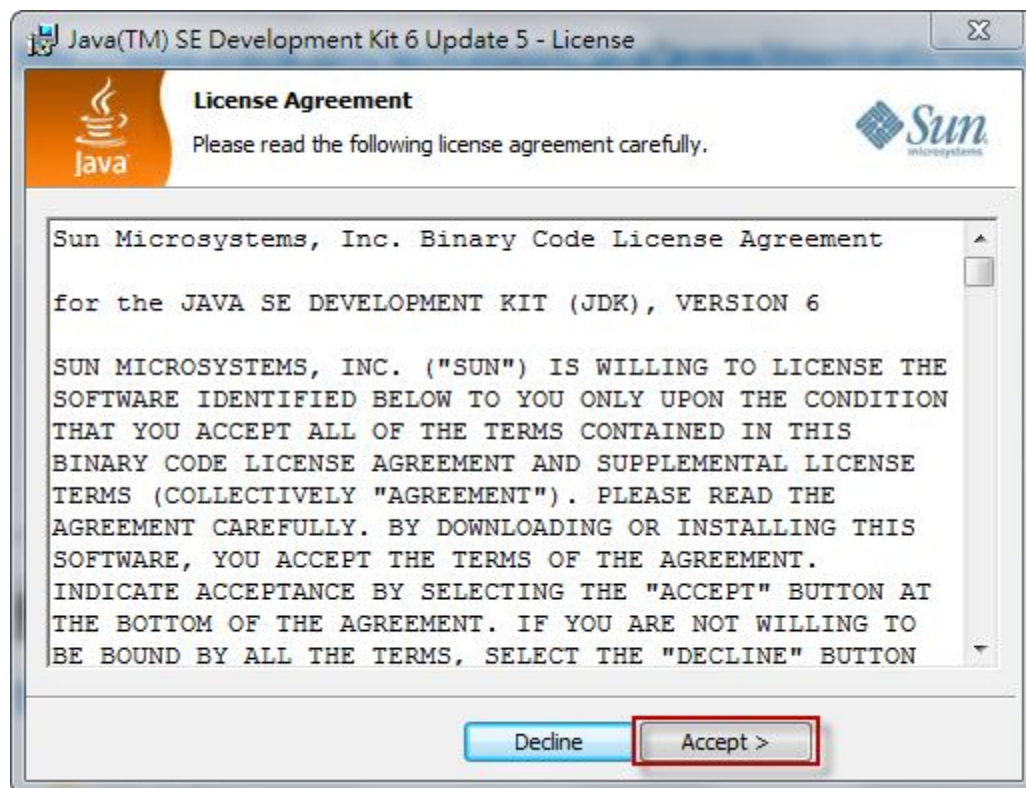 Java(TM) SE Development Kit 6 Update 5 - License
License Agreement
Please read the following license agreement carefully.
Java
Sun
microsystems
Sun Microsystems, Inc. Binary Code License Agreement
for the JAVA SE DEVELOPMENT KIT (JDK), VERSION 6
SUN MICROSYSTEMS, INC. ("SUN") IS WILLING TO LICENSE THE
SOFTWARE IDENTIFIED BELOW TO YOU ONLY UPON THE CONDITION
THAT YOU ACCEPT ALL OF THE TERMS CONTAINED IN THIS
BINARY CODE LICENSE AGREEMENT AND SUPPLEMENTAL LICENSE
TERMS (COLLECTIVELY "AGREEMENT"). PLEASE READ THE
AGREEMENT CAREFULLY. BY DOWNLOADING OR INSTALLING THIS
SOFTWARE, YOU ACCEPT THE TERMS OF THE AGREEMENT.
INDICATE ACCEPTANCE BY SELECTING THE "ACCEPT" BUTTON AT
THE BOTTOM OF THE AGREEMENT. IF YOU ARE NOT WILLING TO
BE BOUND BY ALL THE TERMS, SELECT THE "DECLINE" BUTTON
Decline
Accept >